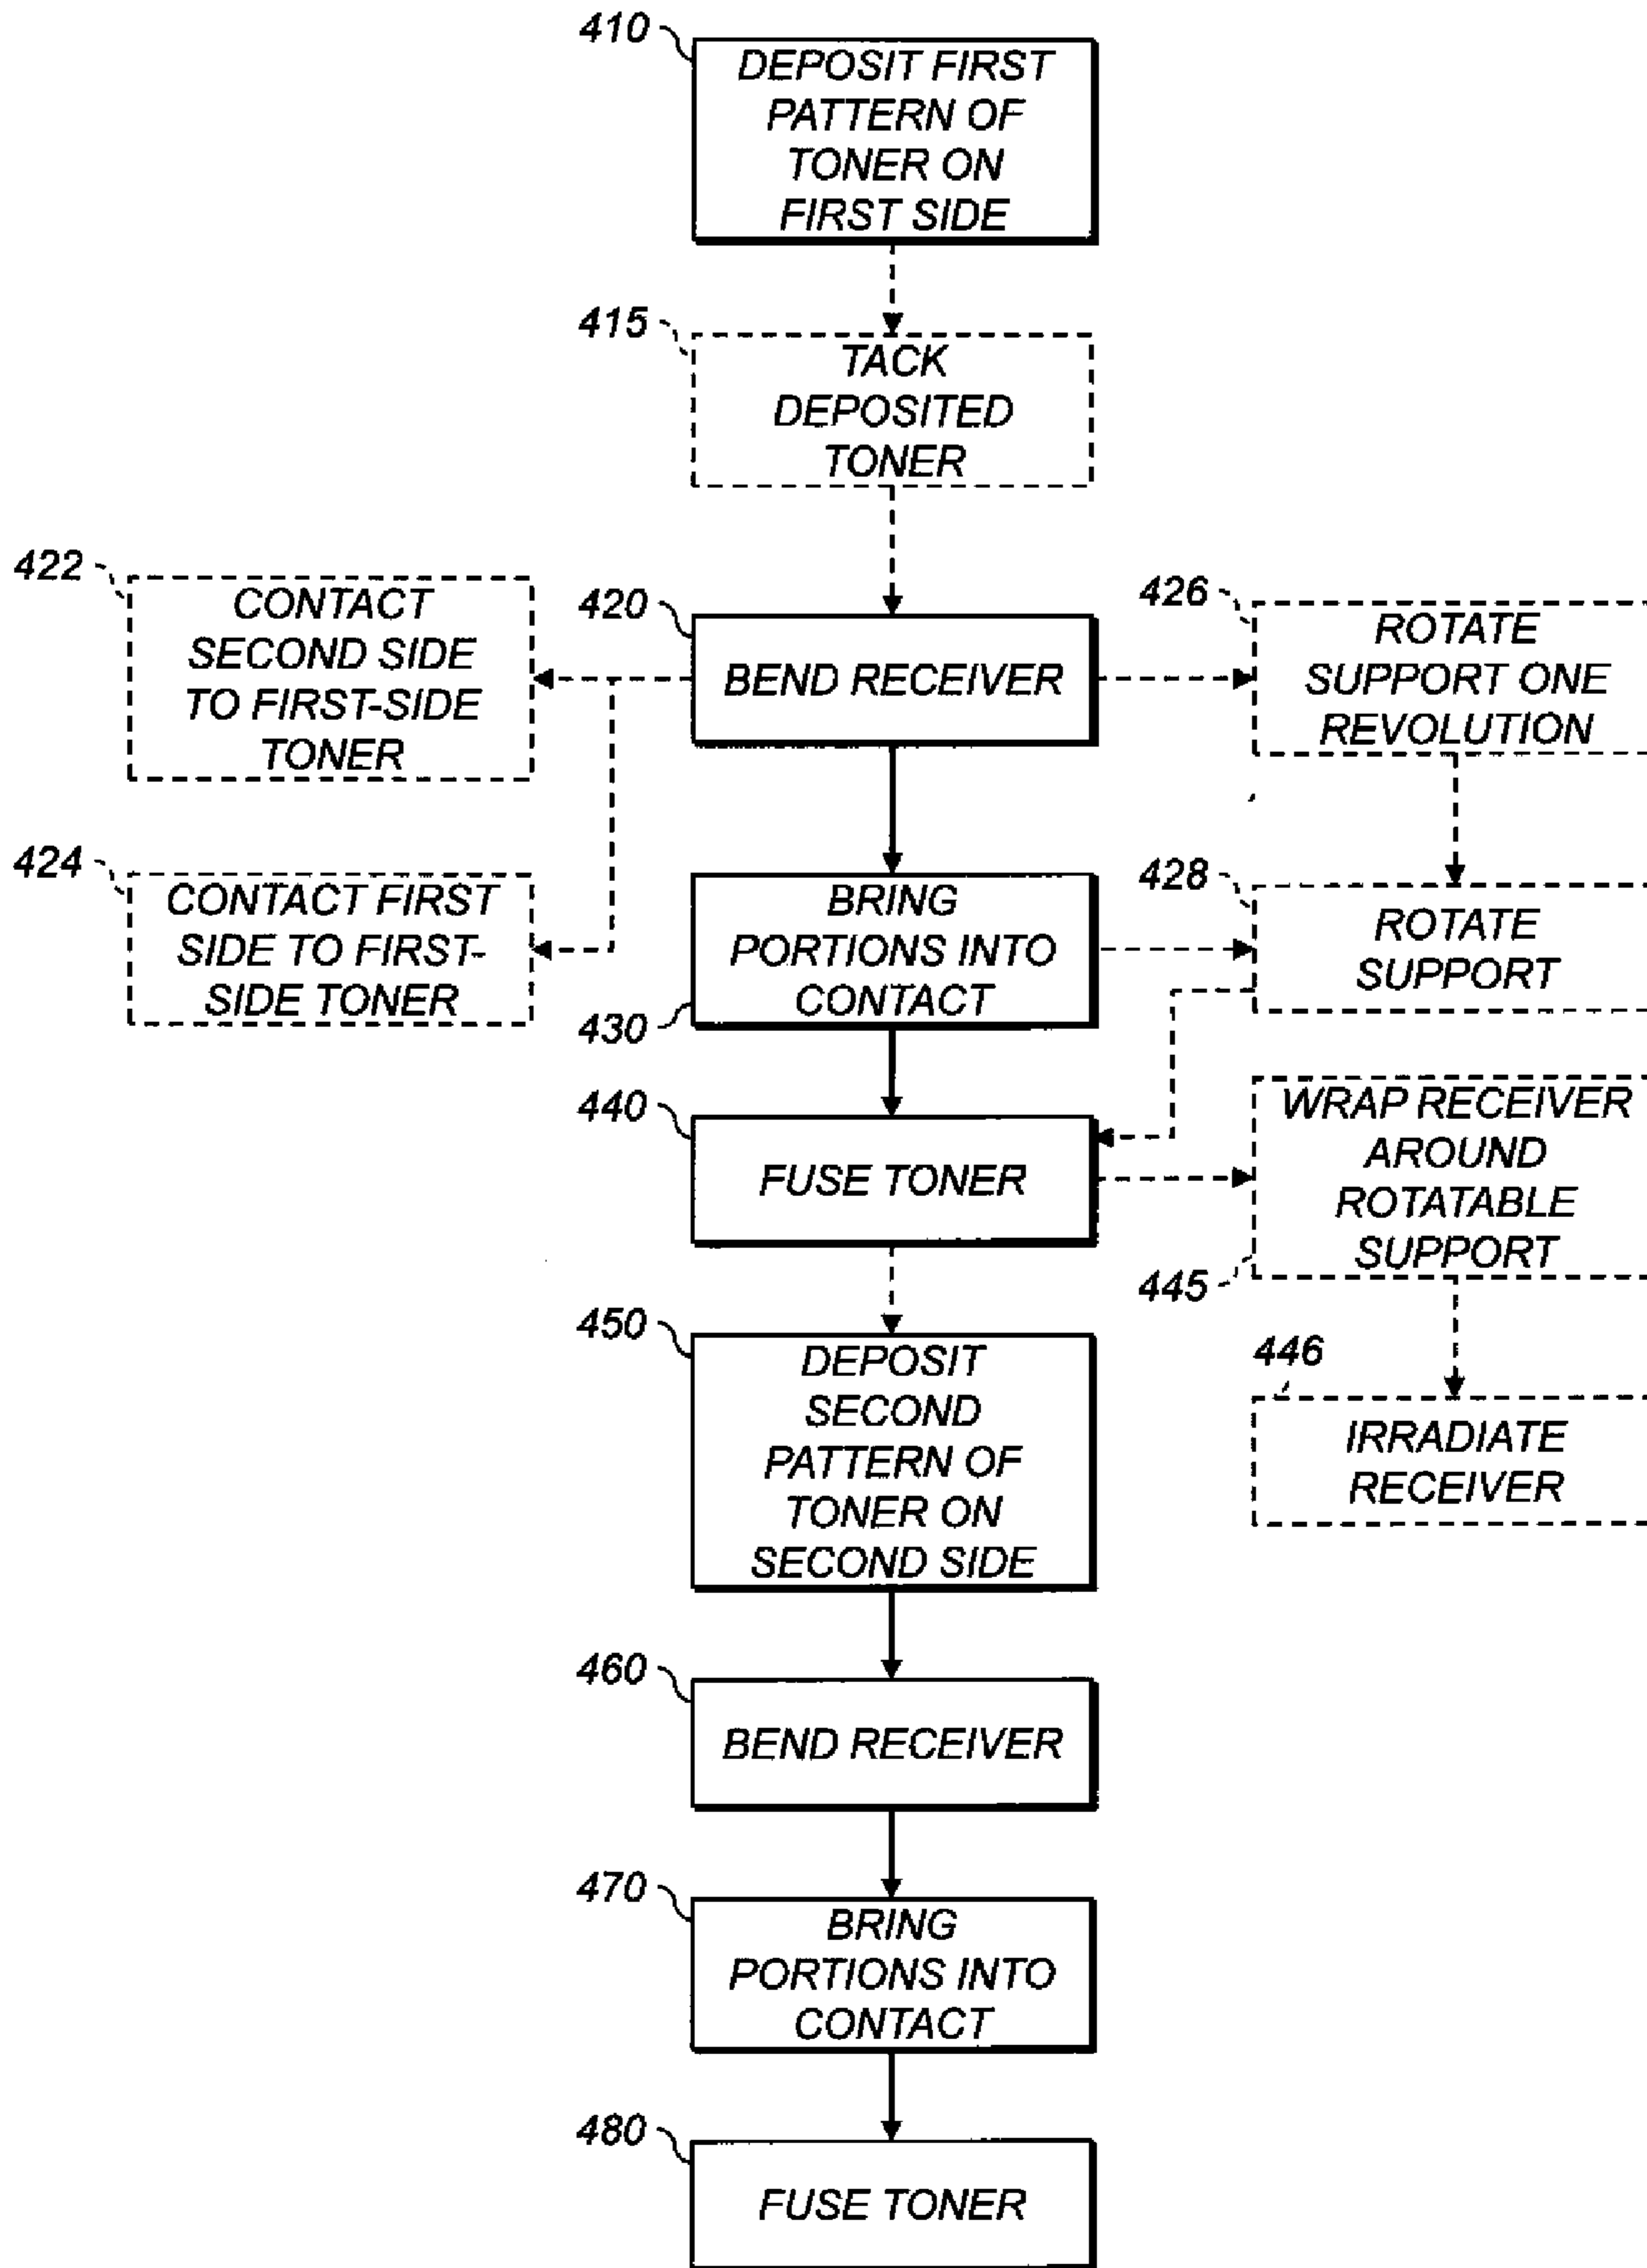 410
DEPOSIT FIRST
PATTERN OF
TONER ON
FIRST SIDE
415
TACK
DEPOSITED
TONER
422
CONTACT
SECOND SIDE
TO FIRST-SIDE
TONER
420
BEND RECEIVER
426
ROTATE
SUPPORT ONE
REVOLUTION
424
CONTACT FIRST
SIDE TO FIRST-
SIDE TONER
BRING
PORTIONS INTO
CONTACT
430
428
ROTATE
SUPPORT
440
FUSE TONER
WRAP RECEIVER
AROUND
ROTATABLE
SUPPORT
445
446
IRRADIATE
RECEIVER
450
DEPOSIT
SECOND
PATTERN OF
TONER ON
SECOND SIDE
460
BEND RECEIVER
470
BRING
PORTIONS INTO
CONTACT
480
FUSE TONER